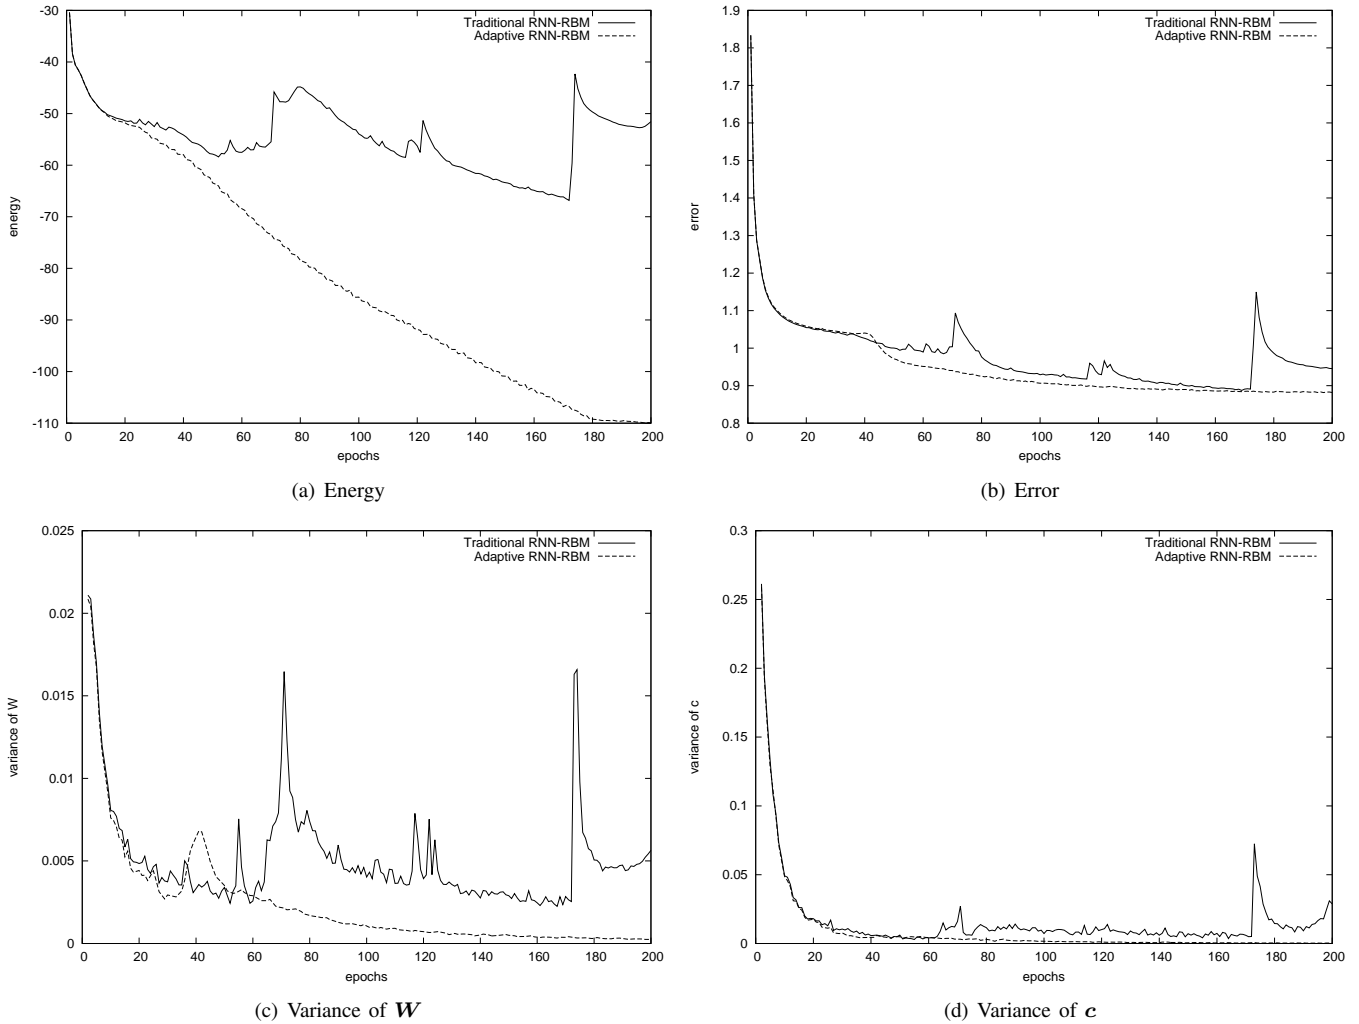 -30
-40
-50
-60
-70
-80
-90
-100
-110
energy
0 20 40 60 80 100 120 140 160 180 200
epochs
Traditional RNN-RBM
Adaptive RNN-RBM
(a) Energy
1.9
1.8
1.7
1.6
1.5
1.4
1.3
1.2
1.1
1
0.9
0.8
error
0 20 40 60 80 100 120 140 160 180 200
epochs
Traditional RNN-RBM
Adaptive RNN-RBM
(b) Error
0.025
0.02
0.015
0.01
0.005
0
variance of W
0 20 40 60 80 100 120 140 160 180 200
epochs
Traditional RNN-RBM
Adaptive RNN-RBM
(c) Variance of W
0.3
0.25
0.2
0.15
0.1
0.05
0
variance of c
0 20 40 60 80 100 120 140 160 180 200
epochs
Traditional RNN-RBM
Adaptive RNN-RBM
(d) Variance of c